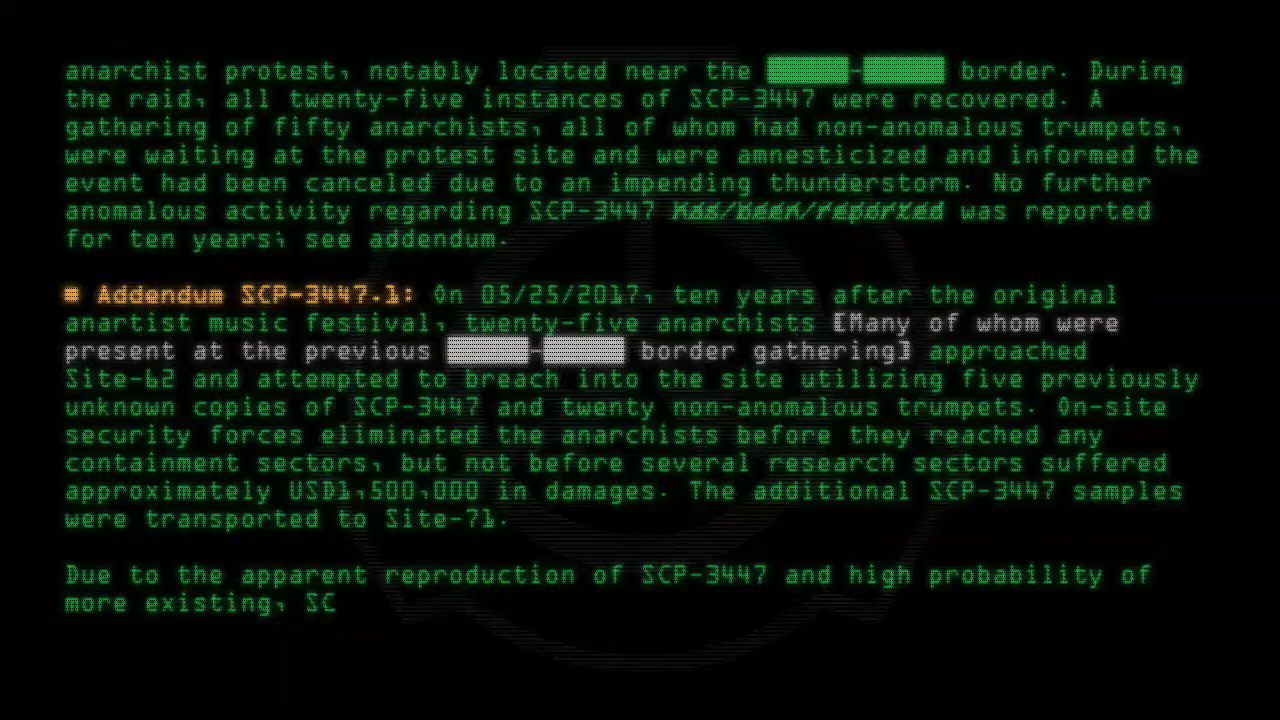 anarchist protest, notably located near the █████-█████ border. During
the raid, all twenty-five instances of SCP-3447 were recovered. A
gathering of fifty anarchists, all of whom had non-anomalous trumpets,
were waiting at the protest site and were amnesticized and informed the
event had been canceled due to an impending thunderstorm. No further
anomalous activity regarding SCP-3447 has/been/reported was reported
for ten years; see addendum.
■ Addendum SCP-3447.1: On 05/25/2017, ten years after the original
anartist music festival, twenty-five anarchists [Many of whom were
present at the previous █████-█████ border gathering] approached
Site-62 and attempted to breach into the site utilizing five previously
unknown copies of SCP-3447 and twenty non-anomalous trumpets. On-site
security forces eliminated the anarchists before they reached any
containment sectors, but not before several research sectors suffered
approximately USD1,500,000 in damages. The additional SCP-3447 samples
were transported to Site-71.
Due to the apparent reproduction of SCP-3447 and high probability of
more existing, SC